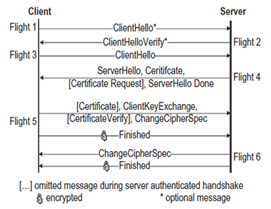 Client Server
Flight 1 ClientHello*
ClientHelloVerify* Flight 2
Flight 3 ClientHello
ServerHello, Ceritifcate, Flight 4
[Certificate Request], ServerHello Done
[Certificate], ClientKeyExchange,
Flight 5 [CertificateVerify], ChangeCipherSpec
Finished
ChangeCipherSpec
Finished Flight 6
[...] omitted message during server authenticated handshake
encrypted * optional message